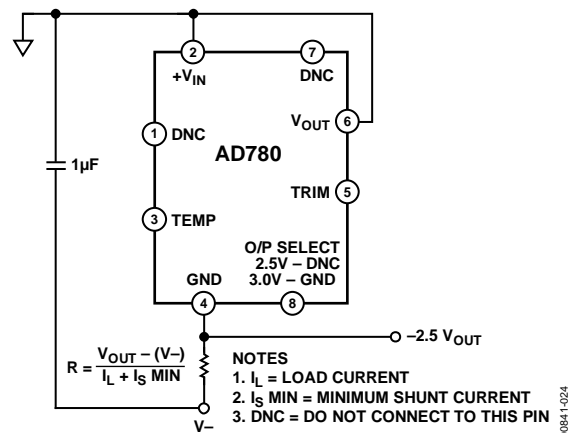 2
7
+VIN
DNC
6
VOUT
1 DNC
AD780
1µF
TRIM 5
3 TEMP
O/P SELECT
2.5V – DNC
3.0V – GND
GND
4
8
–2.5 VOUT
R = VOUT – (V–)
IL + IS MIN
NOTES
1. IL = LOAD CURRENT
2. IS MIN = MINIMUM SHUNT CURRENT
3. DNC = DO NOT CONNECT TO THIS PIN
V–
0841-024